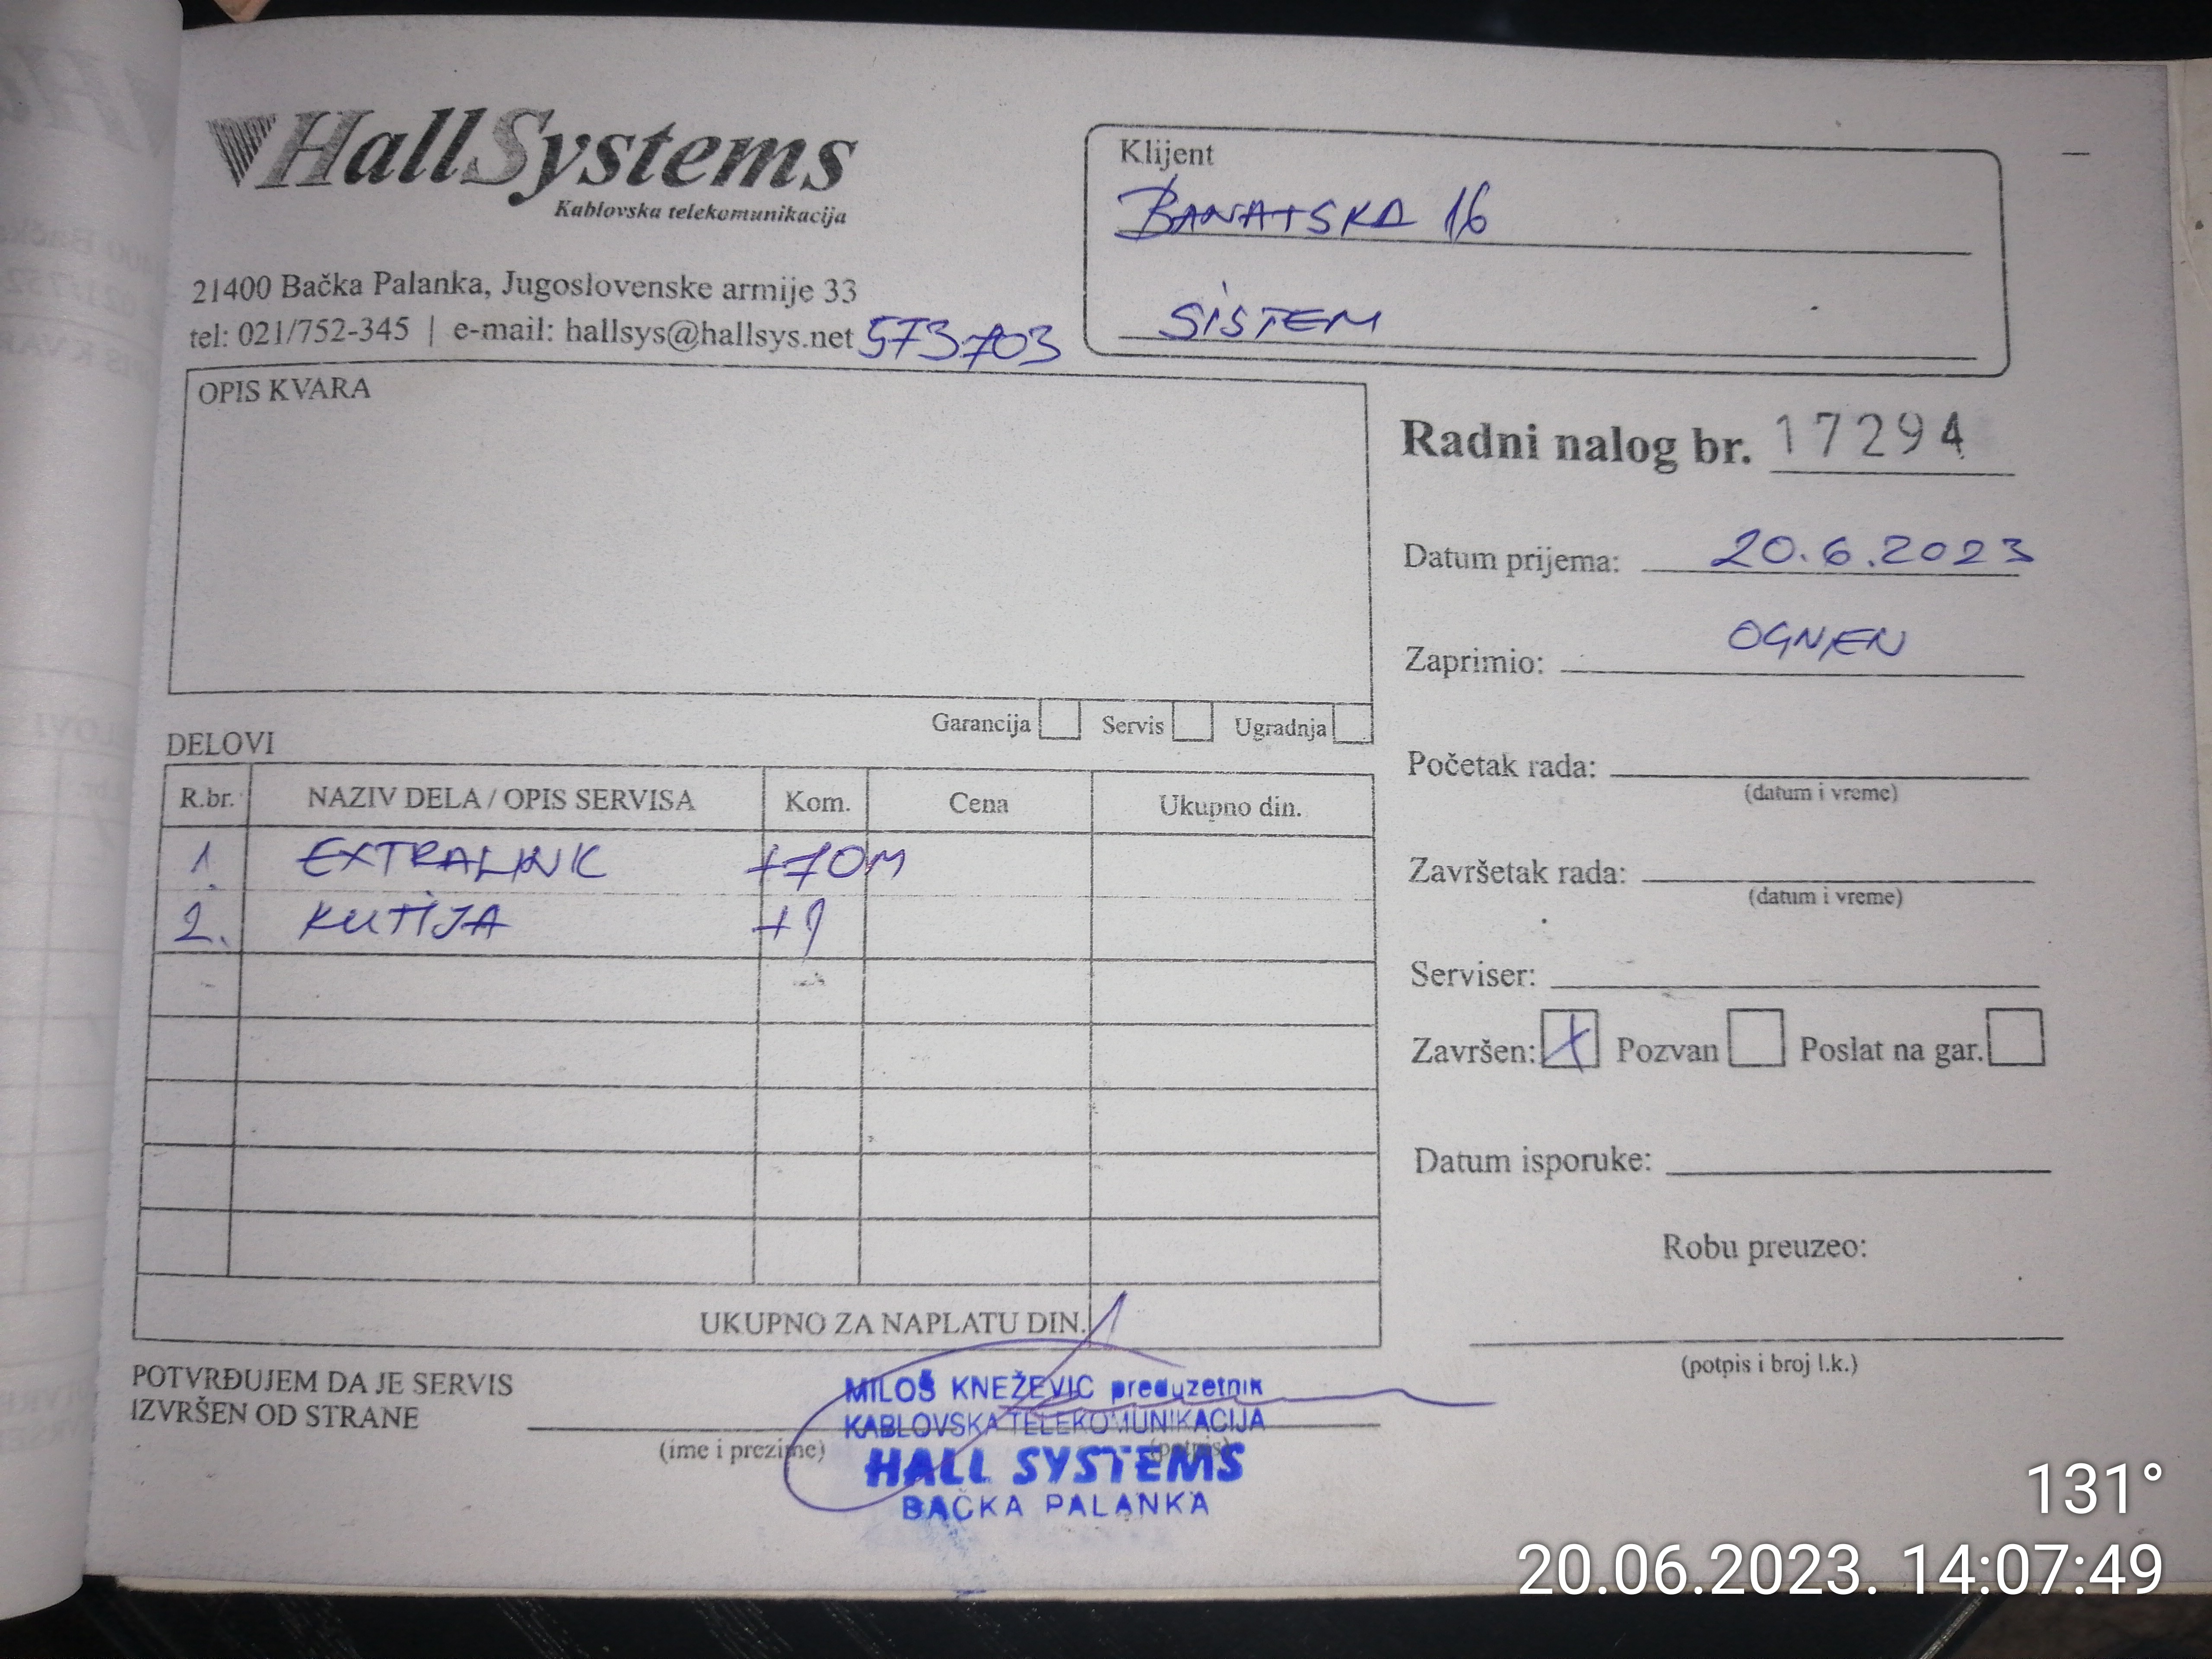 HallSystems
Kablovska telekomunikacija
21400 Bačka Palanka, Jugoslovenske armije 33
tel: 021/752-345 | e-mail: hallsys@hallsys.net 573703
Klijent
BANATSKA 16
SISTEM
OPIS KVARA
Garancija Servis Ugradnja
Radni nalog br. 17294
Datum prijema: 20.6.2023
Zaprimio: OGNJEN
Početak rada:
(datum i vreme)
Završetak rada:
(datum i vreme)
Serviser:
Završen: X Pozvan Poslat na gar.
Datum isporuke:
Robu preuzeo:
(potpis i broj l.k.)
DELOVI
R.br. NAZIV DELA / OPIS SERVISA Kom. Cena Ukupno din.
1. EXTRALINK +70M
2. KUTIJA +1
UKUPNO ZA NAPLATU DIN.
POTVRĐUJEM DA JE SERVIS
IZVRŠEN OD STRANE
(ime i prezime) (potpis)
MILOŠ KNEŽEVIĆ preduzetnik
KABLOVSKA TELEKOMUNIKACIJA
HALL SYSTEMS
BAČKA PALANKA
131°
20.06.2023. 14:07:49